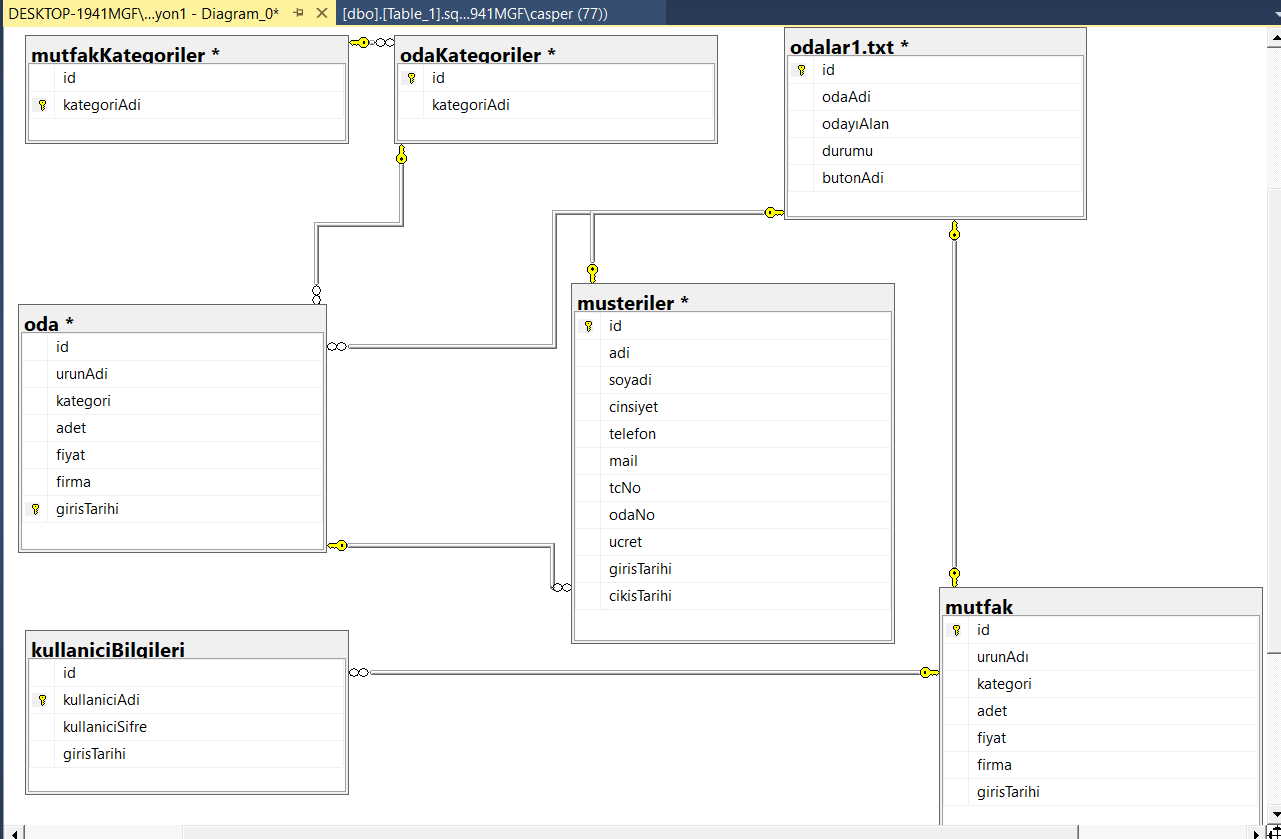 DESKTOP-1941MGF\...yon1 - Diagram_0*
[dbo].[Table_1].sq...941MGF\casper (77))
mutfakKategoriler *
id
kategoriAdi
odaKategoriler *
id
kategoriAdi
odalar1.txt *
id
odaAdi
odayıAlan
durumu
butonAdi
oda *
id
urunAdi
kategori
adet
fiyat
firma
girisTarihi
musteriler *
id
adi
soyadi
cinsiyet
telefon
mail
tcNo
odaNo
ucret
girisTarihi
cikisTarihi
kullaniciBilgileri
id
kullaniciAdi
kullaniciSifre
girisTarihi
mutfak
id
urunAdı
kategori
adet
fiyat
firma
girisTarihi